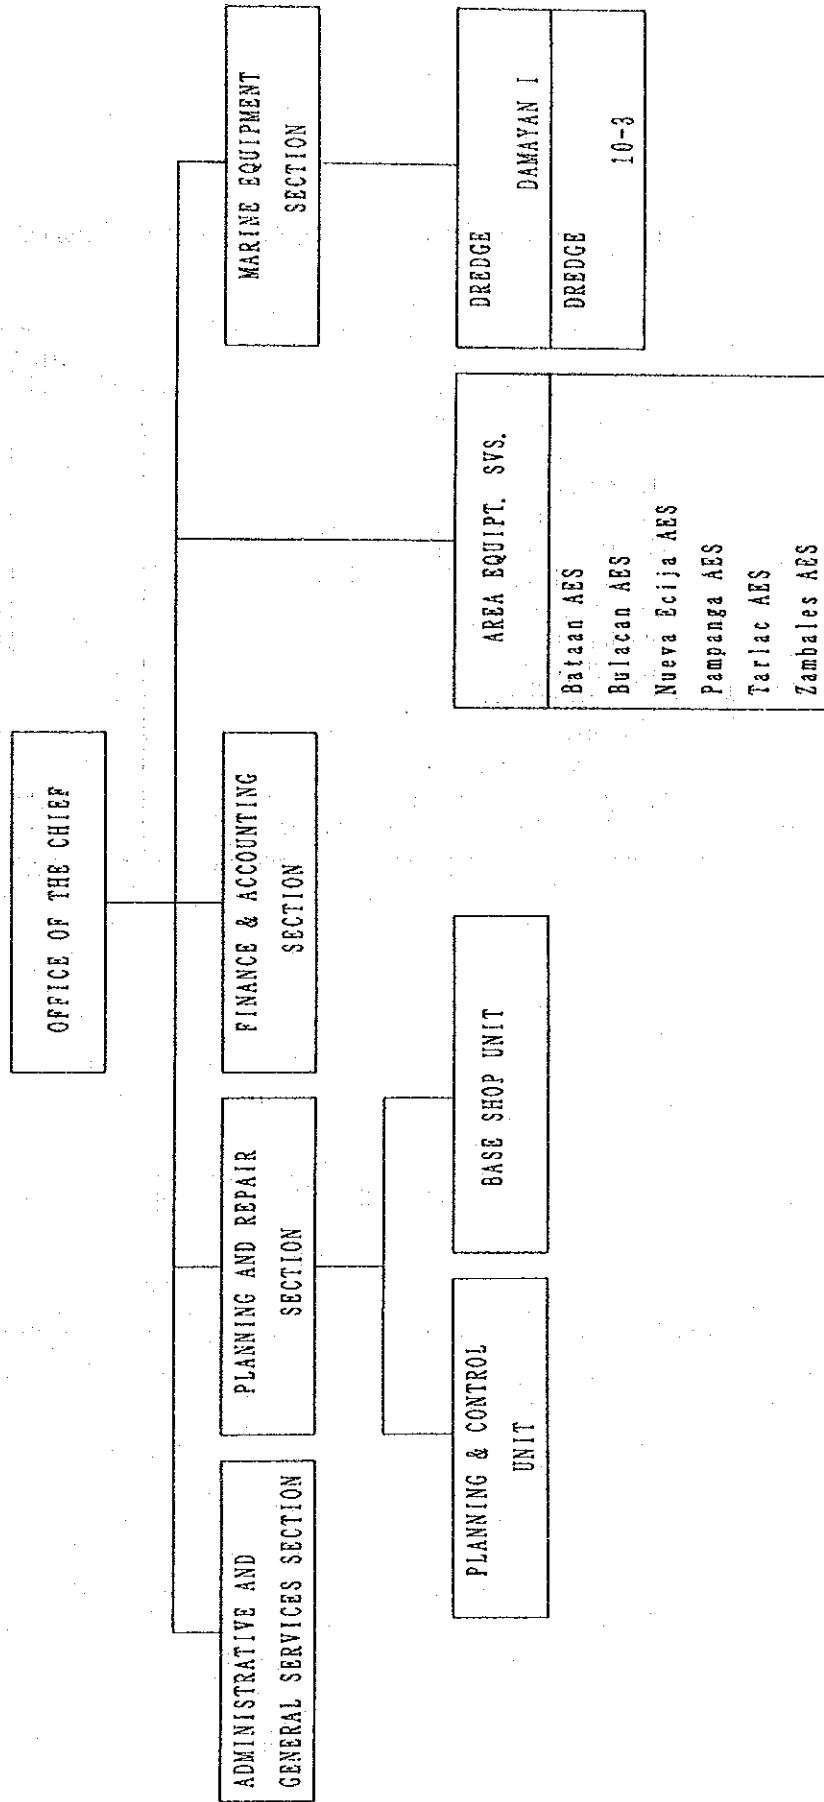 OFFICE OF THE CHIEF
ADMINISTRATIVE AND
GENERAL SERVICES SECTION
PLANNING AND REPAIR
SECTION
FINANCE & ACCOUNTING
SECTION
MARINE EQUIPMENT
SECTION
PLANNING & CONTROL
UNIT
BASE SHOP UNIT
AREA EQUIPT. SVS.
Bataan AES
Bulacan AES
Nueva Ecija AES
Pampanga AES
Tarlac AES
Zambales AES
DREDGE
DAMAYAN I
DREDGE
10-3